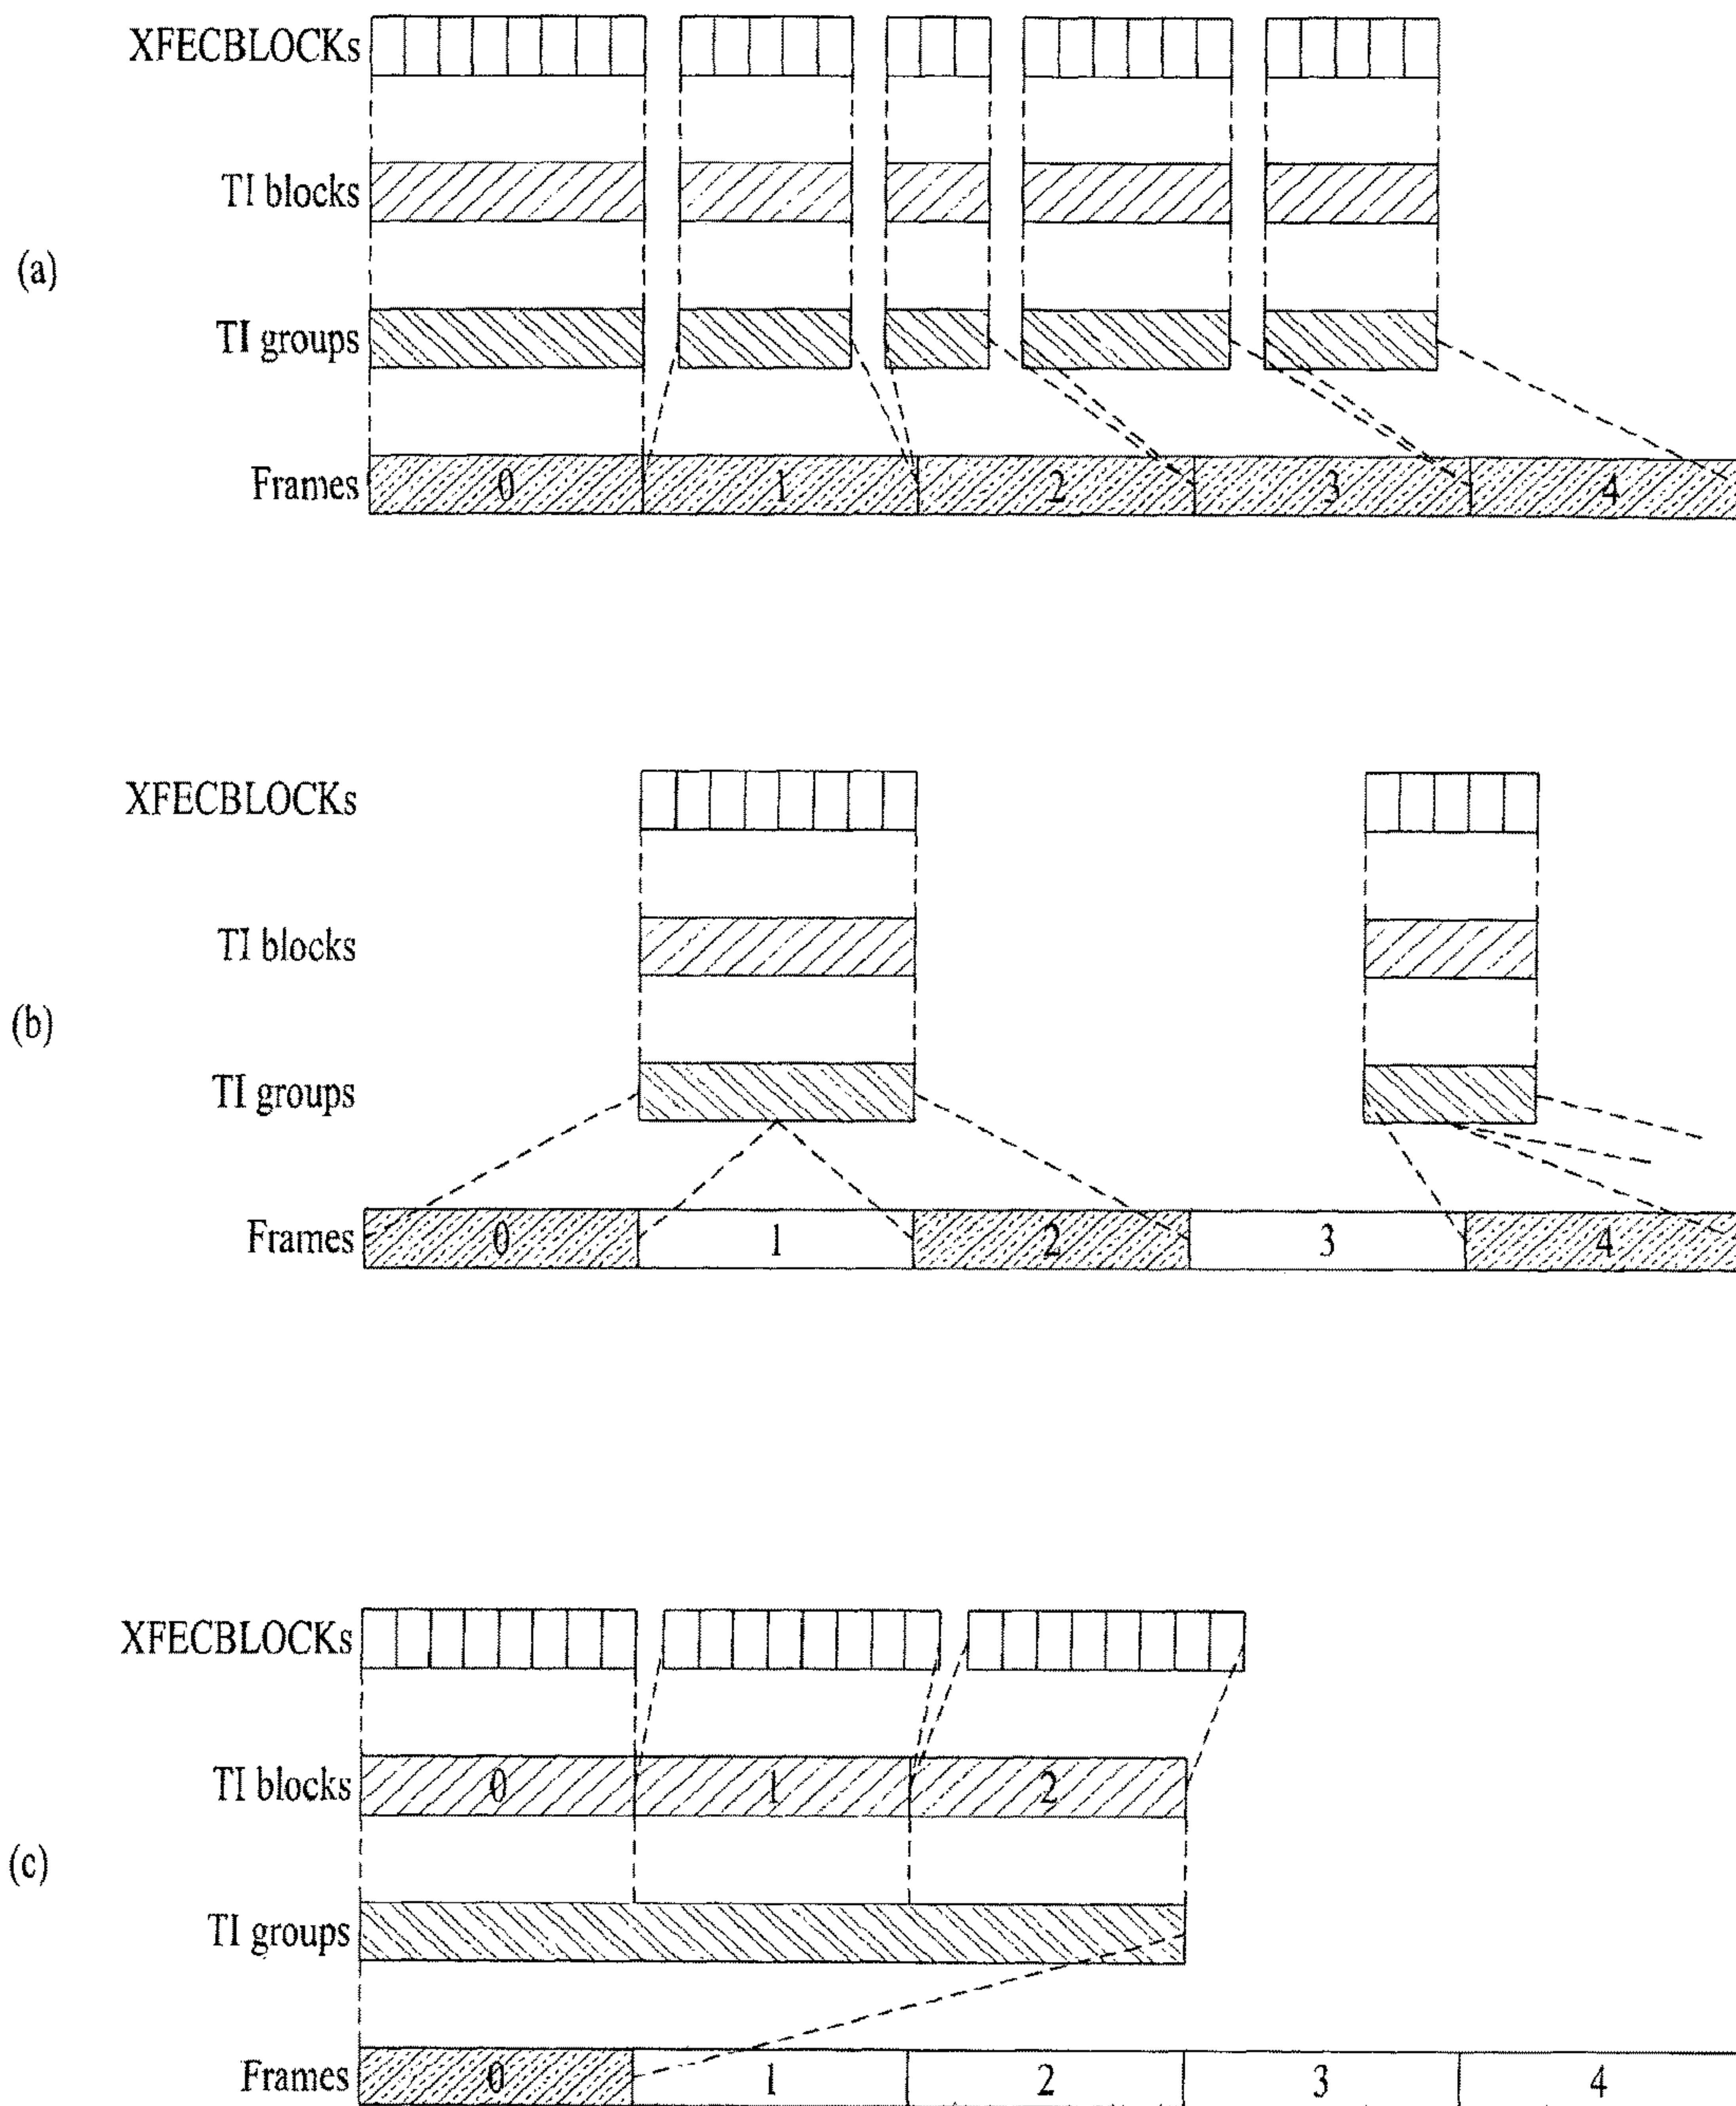 XFECBLOCKs
TI blocks
(a)
TI groups
Frames 0 1 2 3 4
XFECBLOCKs
TI blocks
(b)
TI groups
Frames 0 1 2 3 4
XFECBLOCKs
TI blocks 0 1 2
(c)
TI groups
Frames 0 1 2 3 4